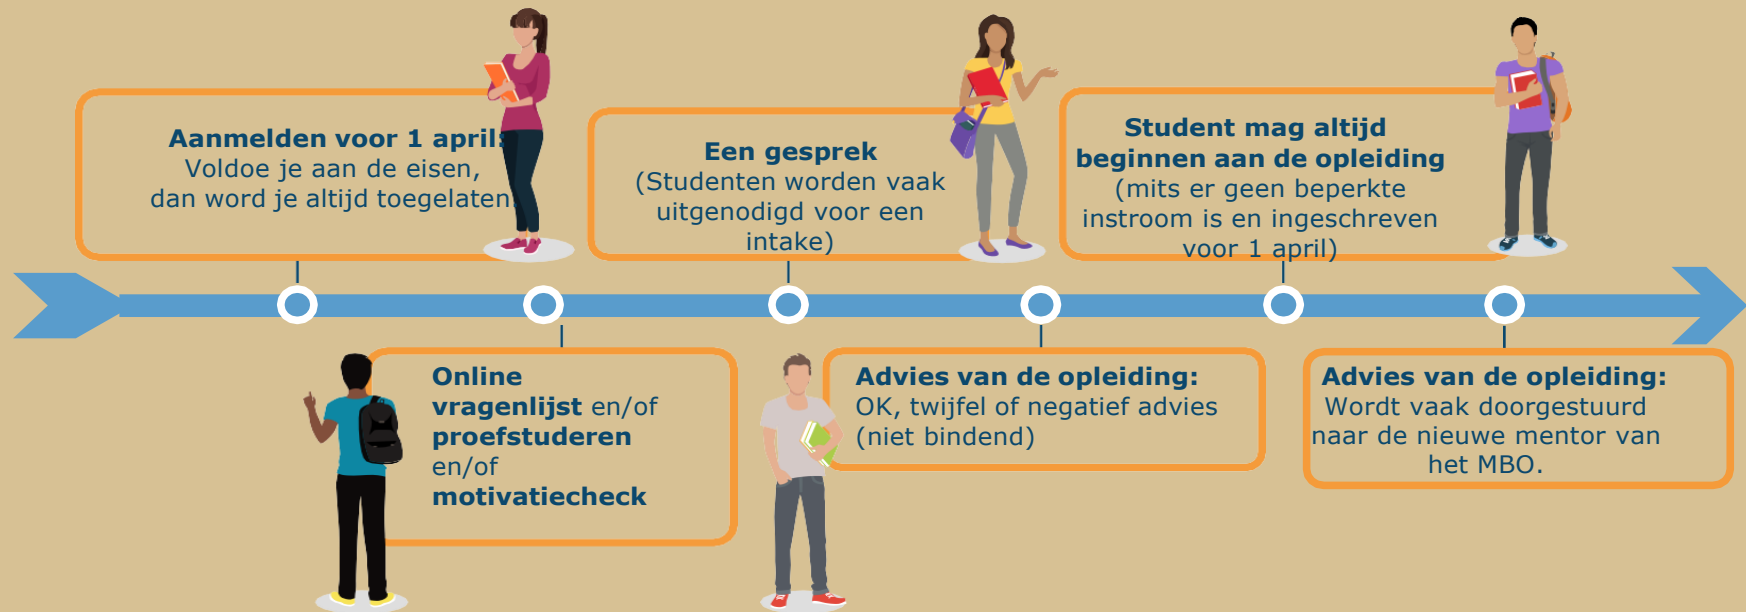 Aanmelden voor 1 april:
Voldoe je aan de eisen,
dan word je altijd toegelaten.
Online
vragenlijst en/of
proefstuderen
en/of
motivatiecheck
Een gesprek
(Studenten worden vaak
uitgenodigd voor een
intake)
Advies van de opleiding:
OK, twijfel of negatief advies
(niet bindend)
Student mag altijd
beginnen aan de opleiding
(mits er geen beperkte
instroom is en ingeschreven
voor 1 april)
Advies van de opleiding:
Wordt vaak doorgestuurd
naar de nieuwe mentor van
het MBO.